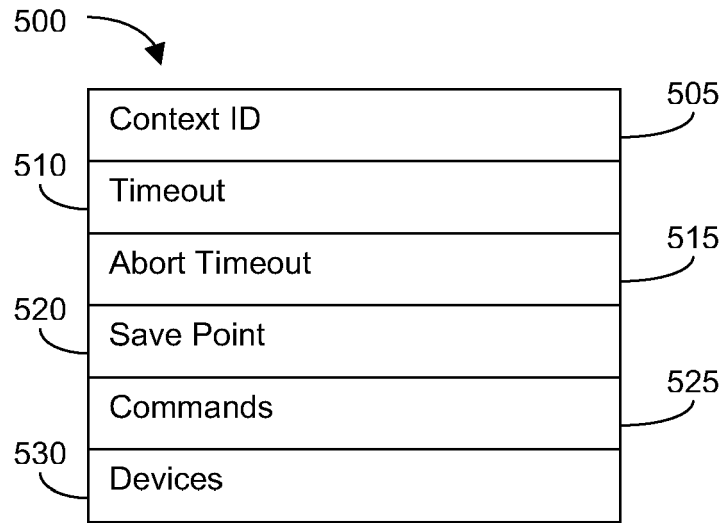 500
505
Context ID
510
Timeout
515
Abort Timeout
520
Save Point
525
Commands
530
Devices